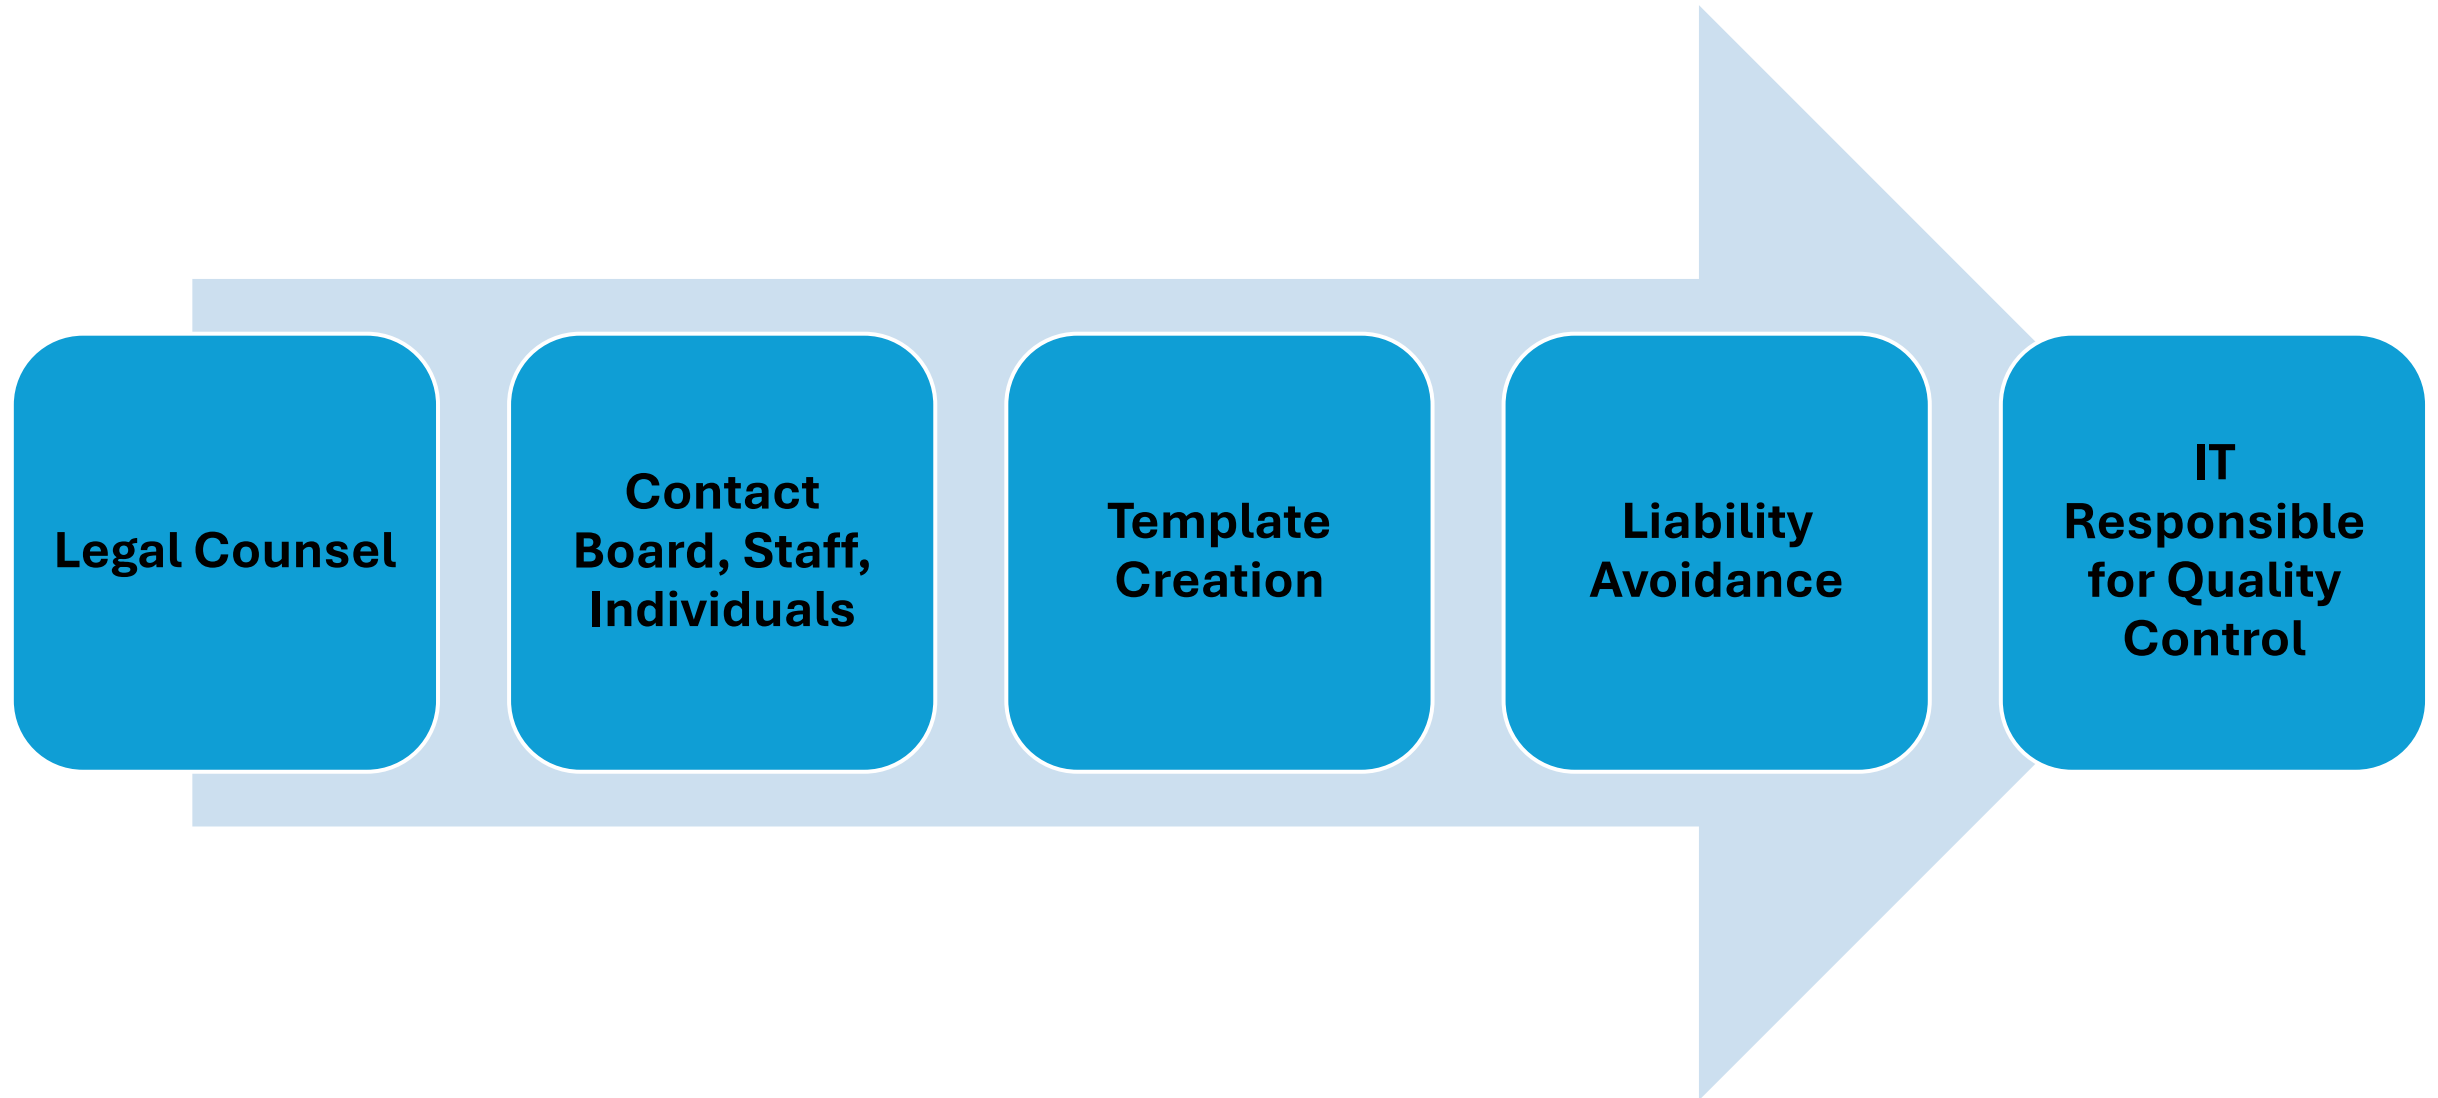 Legal Counsel
Contact
Board, Staff,
Individuals
Template
Creation
Liability
Avoidance
IT
Responsible
for Quality
Control